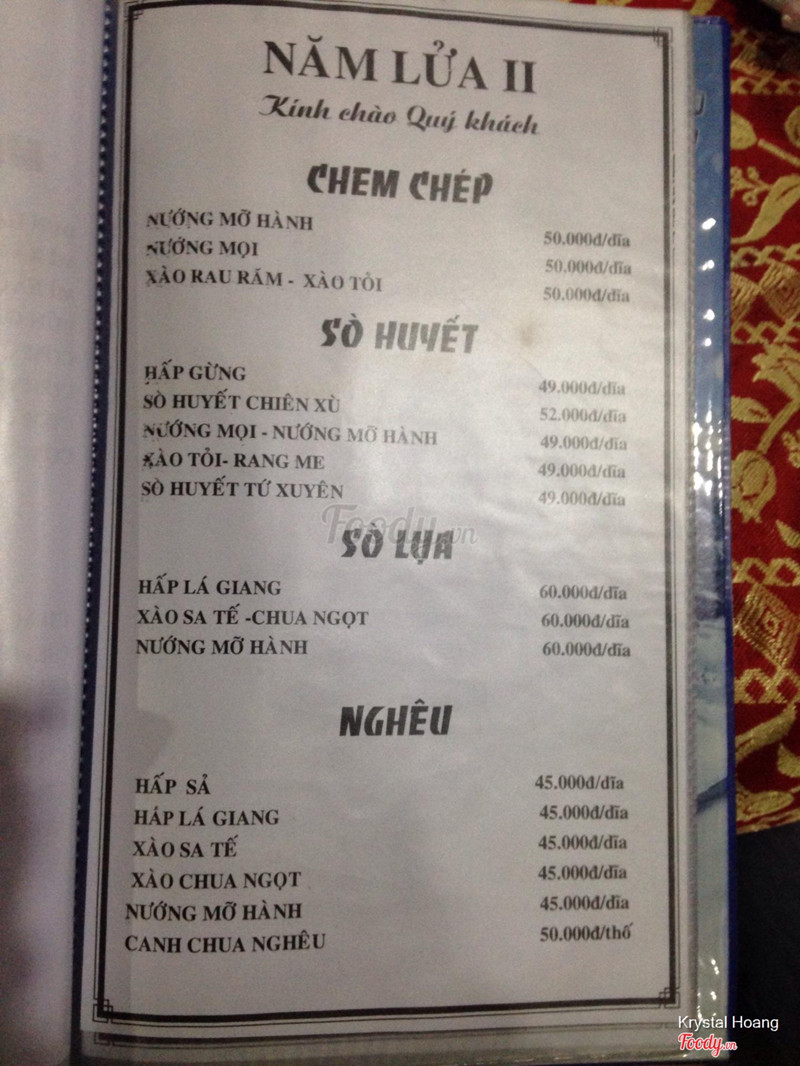 NĂM LỬA II
Kính chào Quý khách
CHEM CHÉP
NƯỚNG MỠ HÀNH 50.000đ/dĩa
NƯỚNG MỌI 50.000đ/dĩa
XÀO RAU RĂM - XÀO TỎI 50.000đ/dĩa
SÒ HUYẾT
HẤP GỪNG 49.000đ/dĩa
SÒ HUYẾT CHIÊN XÙ 52.000đ/dĩa
NƯỚNG MỌI - NƯỚNG MỠ HÀNH 49.000đ/dĩa
XÀO TỎI- RANG ME 49.000đ/dĩa
SÒ HUYẾT TỨ XUYÊN 49.000đ/dĩa
Foody.vn
SÒ LỤA
HẤP LÁ GIANG 60.000đ/dĩa
XÀO SA TẾ -CHUA NGỌT 60.000đ/dĩa
NƯỚNG MỠ HÀNH 60.000đ/dĩa
NGHÊU
HẤP SẢ 45.000đ/dĩa
HẤP LÁ GIANG 45.000đ/dĩa
XÀO SA TẾ 45.000đ/dĩa
XÀO CHUA NGỌT 45.000đ/dĩa
NƯỚNG MỠ HÀNH 45.000đ/dĩa
CANH CHUA NGHÊU 50.000đ/thố
Krystal Hoang
Foody.vn